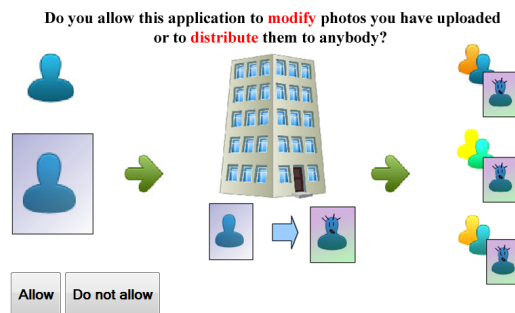 Do you allow this application to modify photos you have uploaded
or to distribute them to anybody?
Allow Do not allow